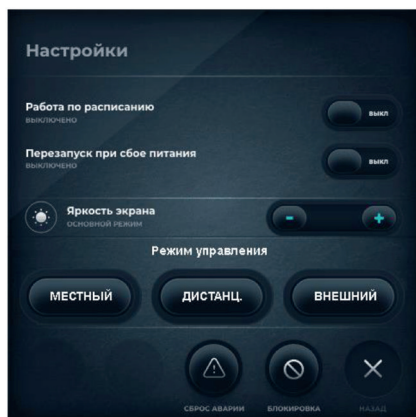 Настройки
Работа по расписанию
ВЫКЛЮЧЕНО
ВЫКЛ
Перезапуск при сбое питания
ВЫКЛЮЧЕНО
ВЫКЛ
Яркость экрана
ОСНОВНОЙ РЕЖИМ
- +
Режим управления
МЕСТНЫЙ ДИСТАНЦ. ВНЕШНИЙ
СБРОС АВАРИИ БЛОКИРОВКА НАЗАД